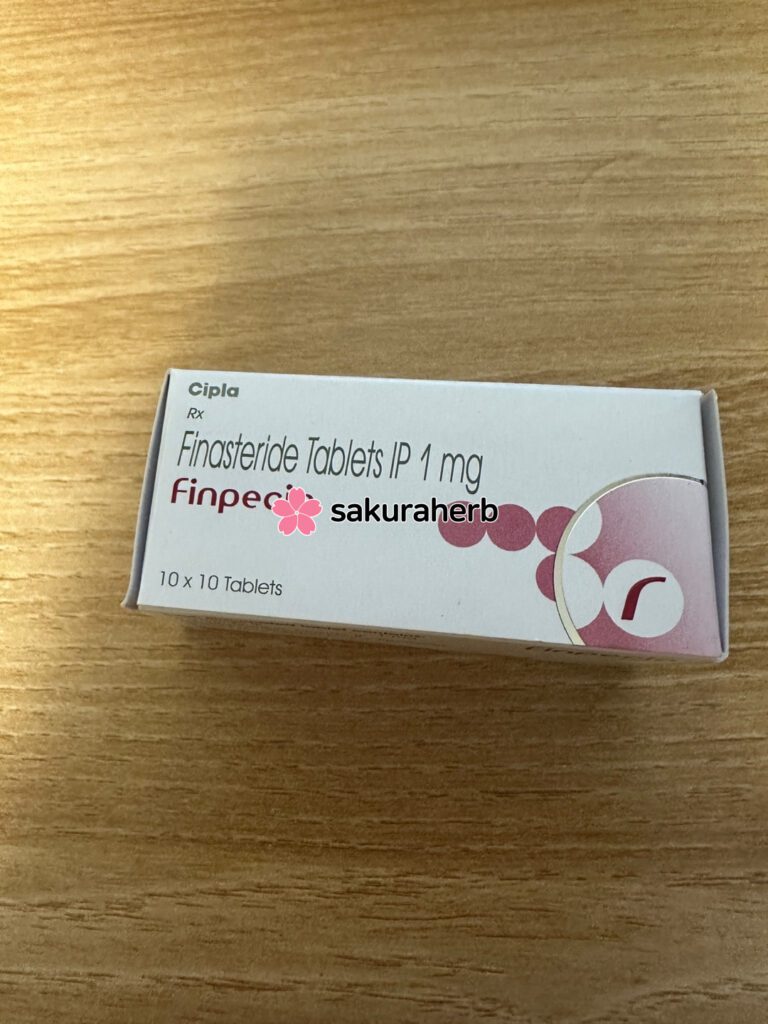 Cipla
Rx
Finasteride Tablets IP 1 mg
sakuraherb
10 x 10 Tablets